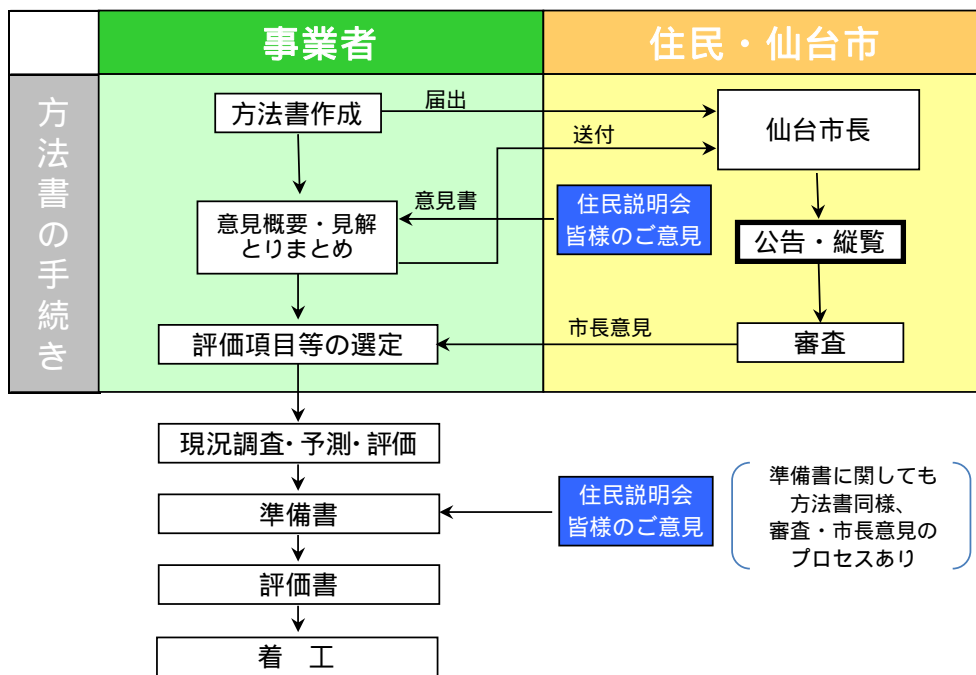 事業者
住民・仙台市
方法書の手続き
方法書作成
届出
仙台市長
送付
意見概要・見解
とりまとめ
意見書
住民説明会
皆様のご意見
公告・縦覧
評価項目等の選定
市長意見
審査
現況調査・予測・評価
準備書
住民説明会
皆様のご意見
準備書に関しても
方法書同様、
審査・市長意見の
プロセスあり
評価書
着　工